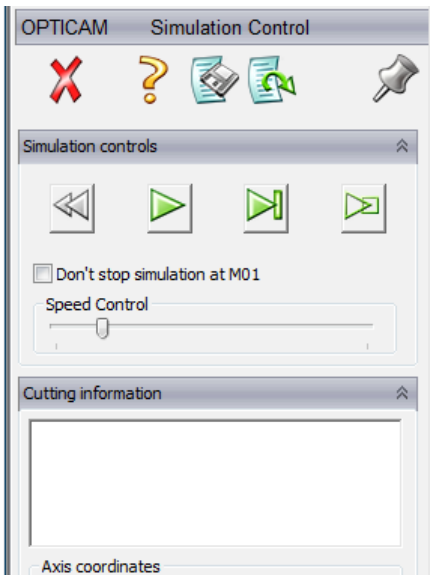 OPTICAM Simulation Control
Simulation controls
Don't stop simulation at M01
Speed Control
Cutting information
Axis coordinates